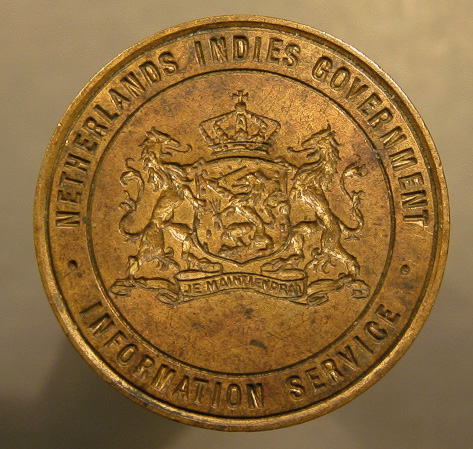 NETHERLANDS INDIES GOVERNMENT
INFORMATION SERVICE
JE MAINTIENDRAI